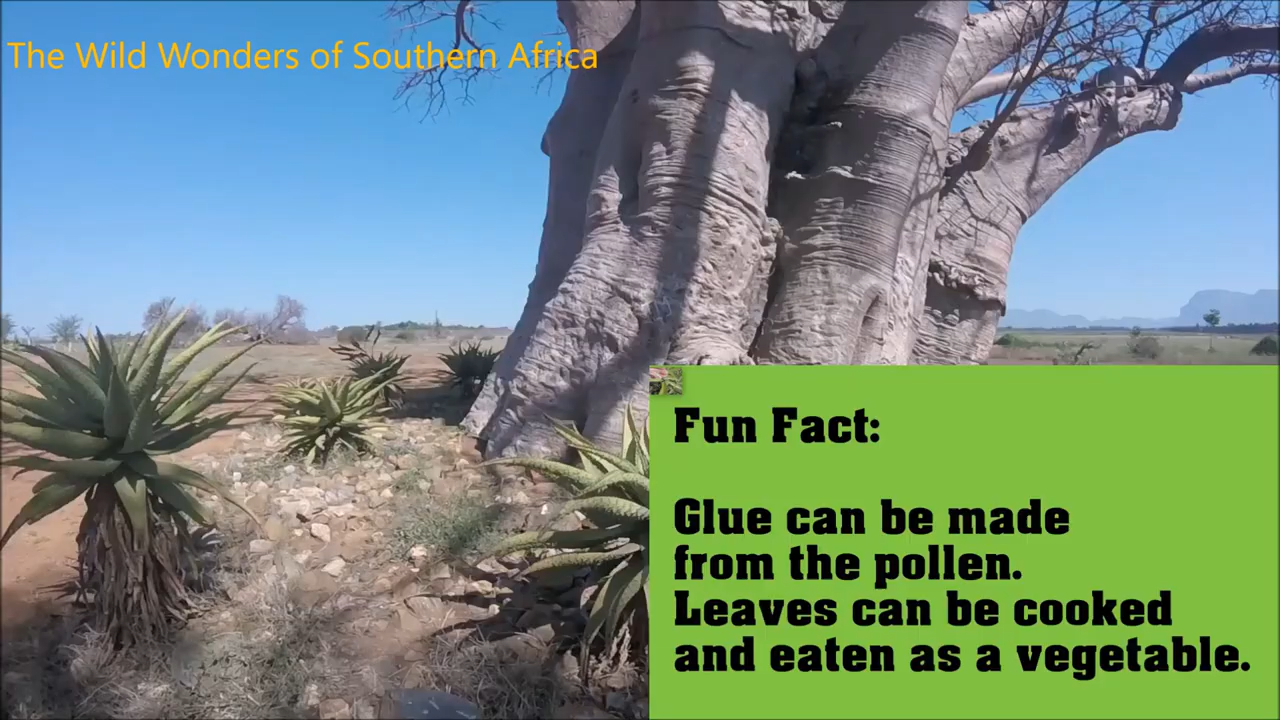 The Wild Wonders of Southern Africa
Fun Fact:
Glue can be made
from the pollen.
Leaves can be cooked
and eaten as a vegetable.